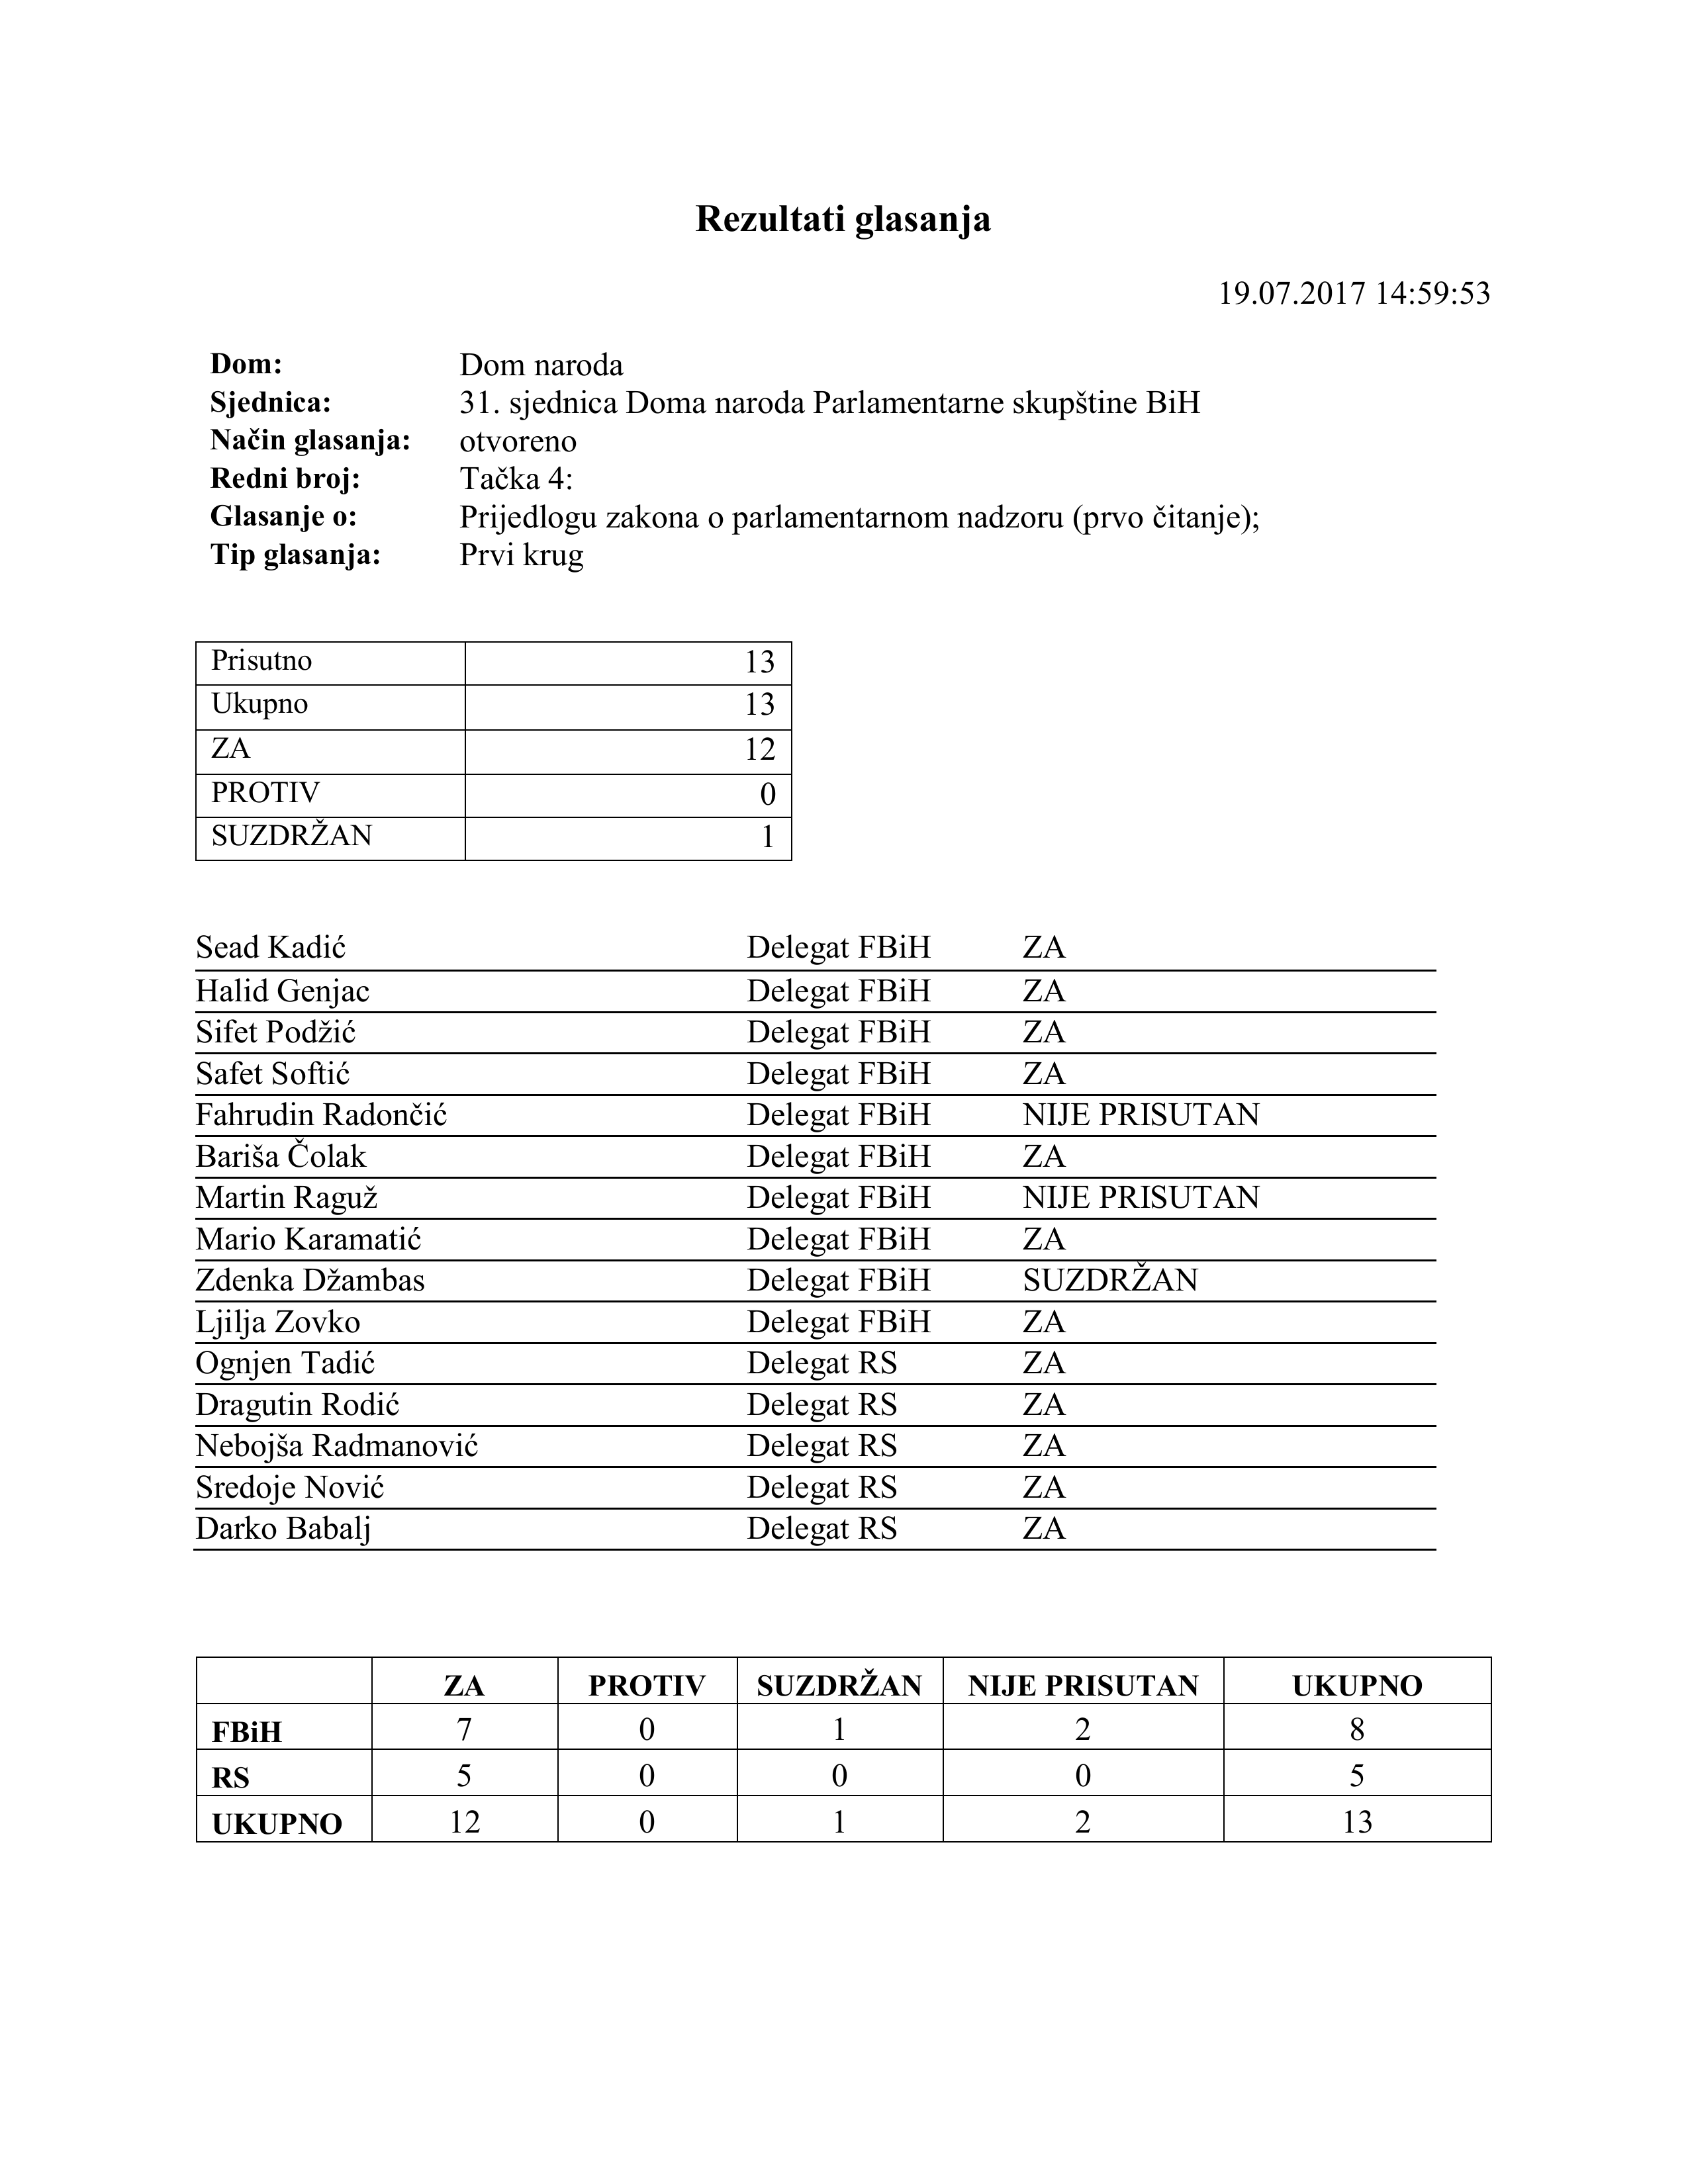 Rezultati glasanja
19.07.2017 14:59:53
Dom: Dom naroda
Sjednica: 31. sjednica Doma naroda Parlamentarne skupštine BiH
Način glasanja: otvoreno
Redni broj: Tačka 4:
Glasanje o: Prijedlogu zakona o parlamentarnom nadzoru (prvo čitanje);
Tip glasanja: Prvi krug
Prisutno 13
Ukupno 13
ZA 12
PROTIV 0
SUZDRŽAN 1
Sead Kadić Delegat FBiH ZA
Halid Genjac Delegat FBiH ZA
Sifet Podžić Delegat FBiH ZA
Safet Softić Delegat FBiH ZA
Fahrudin Radončić Delegat FBiH NIJE PRISUTAN
Bariša Čolak Delegat FBiH ZA
Martin Raguž Delegat FBiH NIJE PRISUTAN
Mario Karamatić Delegat FBiH ZA
Zdenka Džambas Delegat FBiH SUZDRŽAN
Ljilja Zovko Delegat FBiH ZA
Ognjen Tadić Delegat RS ZA
Dragutin Rodić Delegat RS ZA
Nebojša Radmanović Delegat RS ZA
Sredoje Nović Delegat RS ZA
Darko Babalj Delegat RS ZA
ZA PROTIV SUZDRŽAN NIJE PRISUTAN UKUPNO
FBiH 7 0 1 2 8
RS 5 0 0 0 5
UKUPNO 12 0 1 2 13